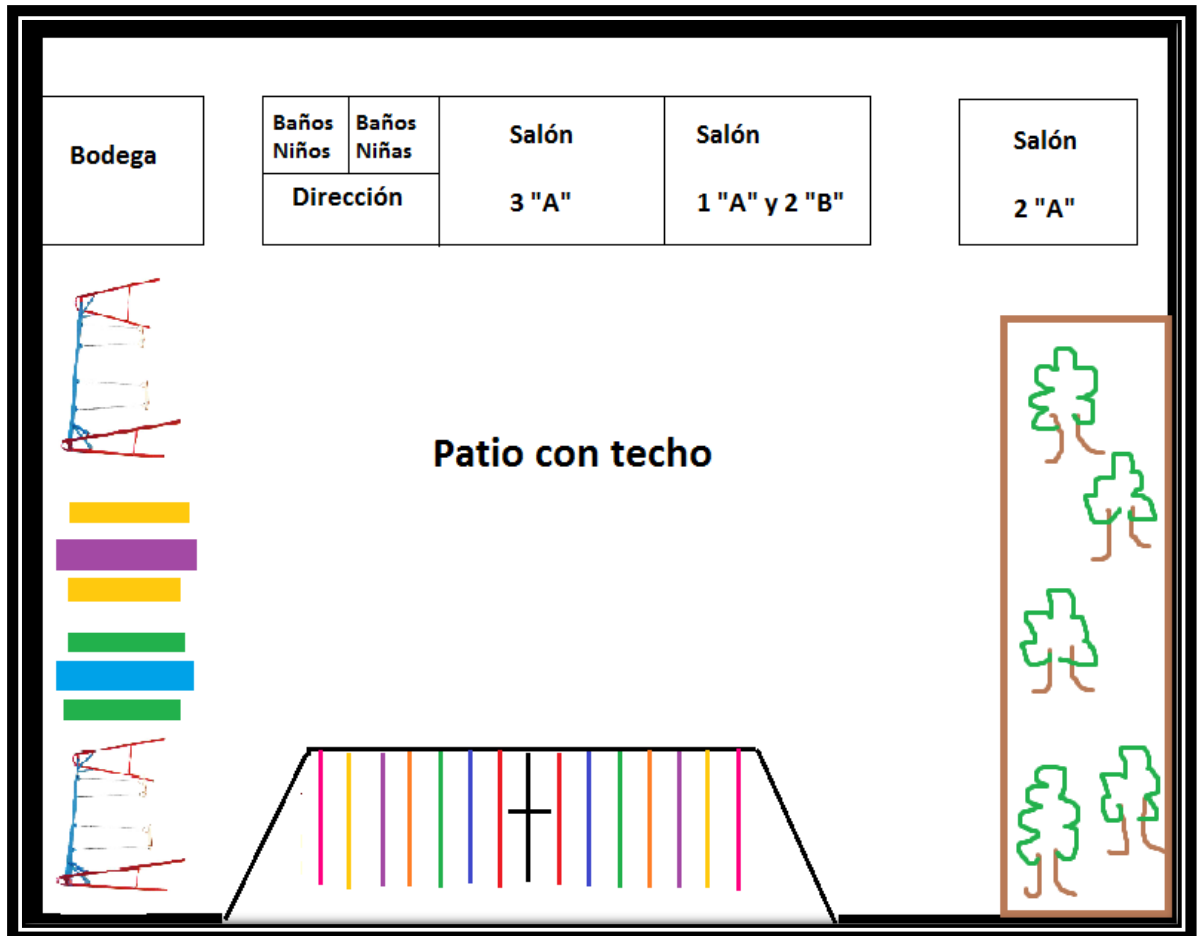 Bodega
Baños
Niños
Baños
Niñas
Dirección
Salón
3 "A"
Salón
1 "A" y 2 "B"
Salón
2 "A"
Patio con techo